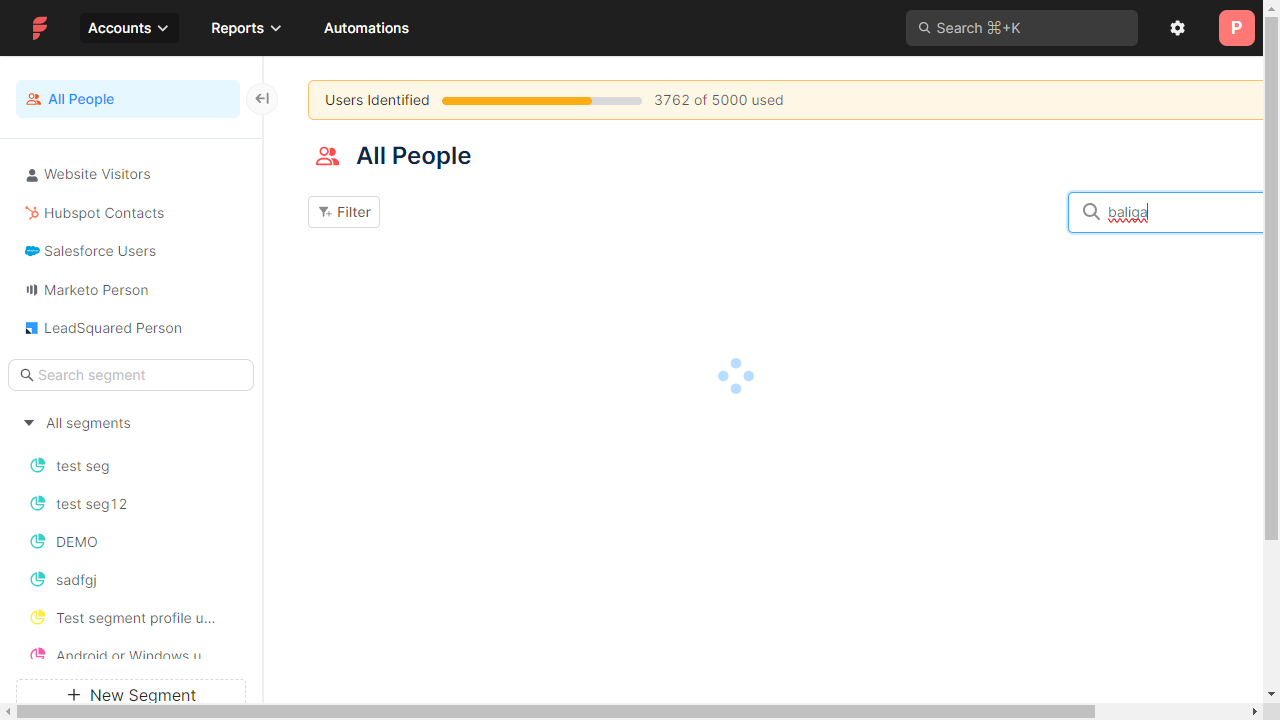 Accounts
Reports
Automations
Search ⌘+K
P
All People
Users Identified
3762 of 5000 used
All People
Website Visitors
Hubspot Contacts
Salesforce Users
Marketo Person
LeadSquared Person
Filter
baliga
Search segment
All segments
test seg
test seg12
DEMO
sadfgj
Test segment profile u...
Android or Windows u
New Segment